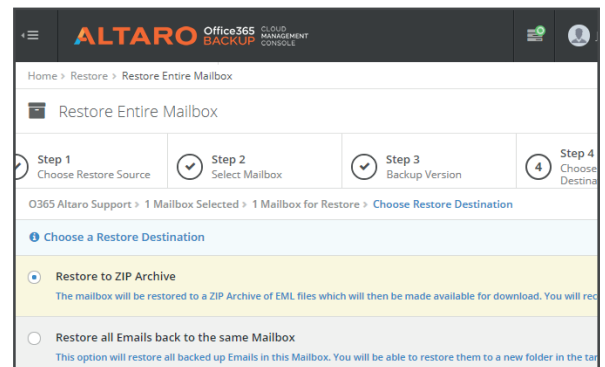 ALTARO Office365 BACKUP CLOUD MANAGEMENT CONSOLE
Home > Restore > Restore Entire Mailbox
Restore Entire Mailbox
Step 1
Choose Restore Source
Step 2
Select Mailbox
Step 3
Backup Version
4
Step 4
Choose
Destina
O365 Altaro Support > 1 Mailbox Selected > 1 Mailbox for Restore > Choose Restore Destination
Choose a Restore Destination
Restore to ZIP Archive
The mailbox will be restored to a ZIP Archive of EML files which will then be made available for download. You will rec
Restore all Emails back to the same Mailbox
This option will restore all backed up Emails in this Mailbox. You will be able to restore them to a new folder in the tar